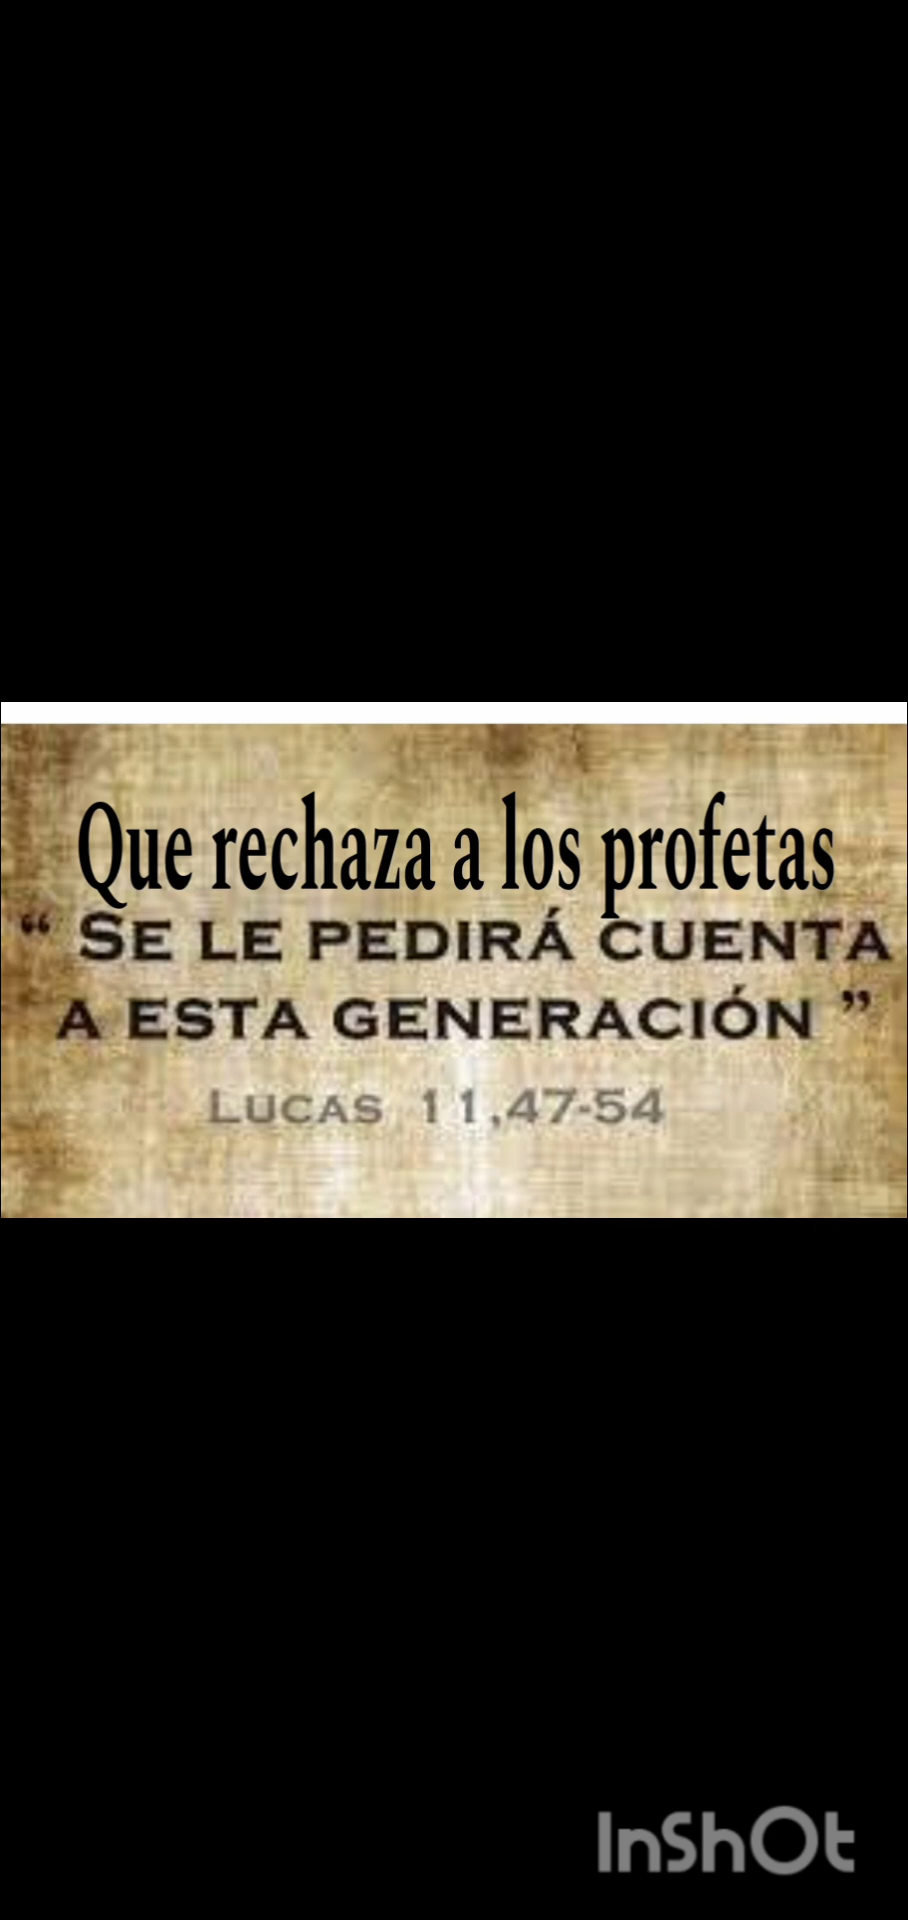 Que rechaza a los profetas
“ SE LE PEDIRÁ CUENTA
A ESTA GENERACIÓN ”
LUCAS 11,47-54
InShOt